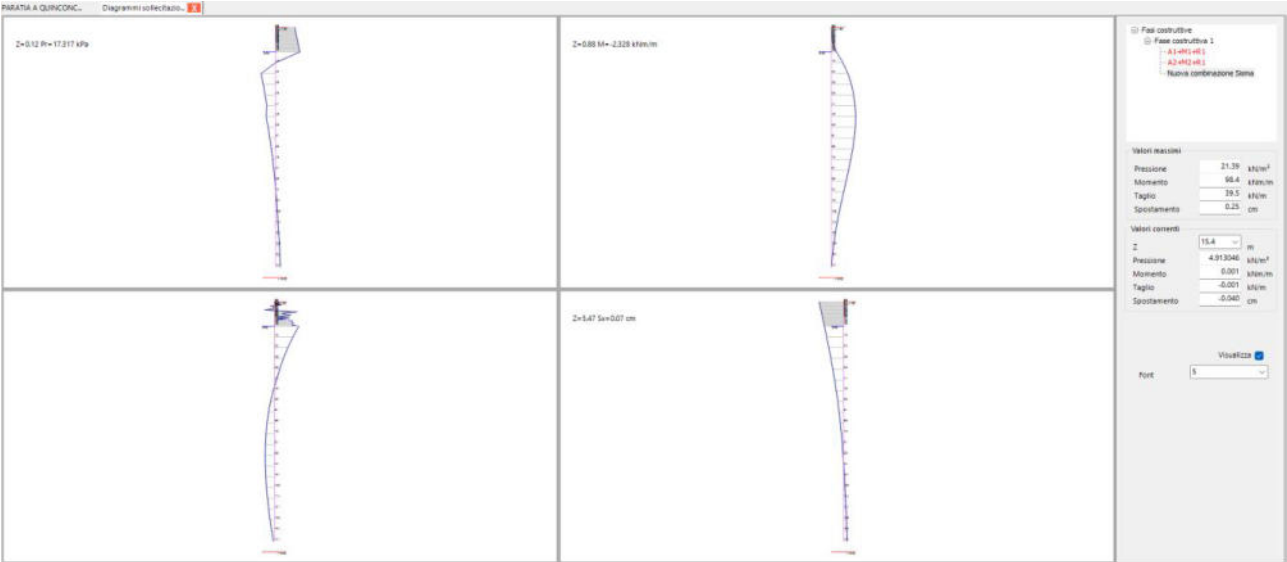 PARATIA A QUINCONC...
Diagrammi sollecitazio... X
Z=0.12 Pr=17.317 kPa
Z=0.88 M= -2.328 kNm/m
Z=5.47 Sx=0.07 cm
Fasi costruttive
Fase costruttiva 1
A1+M1+R1
A2+M2+R1
Nuova combinazione Sisma
Valori massimi
Pressione 21.39 kN/m²
Momento 98.4 kNm/m
Taglio 39.5 kN/m
Spostamento 0.25 cm
Valori correnti
Z 15.4 m
Pressione 4.913046 kN/m²
Momento 0.001 kNm/m
Taglio -0.001 kN/m
Spostamento -0.040 cm
Visualizza
Font 5